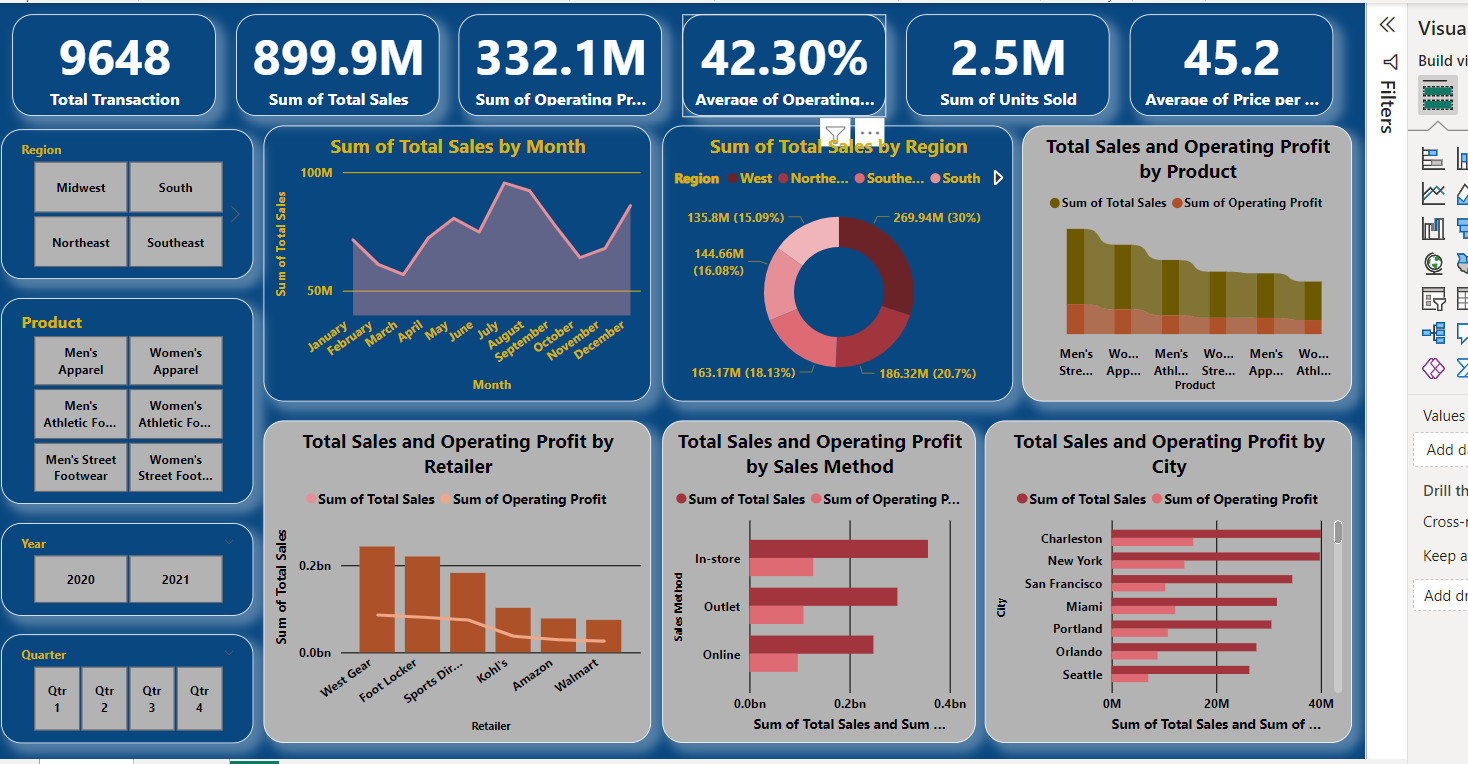 9648
Total Transaction
899.9M
Sum of Total Sales
332.1M
Sum of Operating Pr...
42.30%
Average of Operating...
2.5M
Sum of Units Sold
45.2
Average of Price per ...
Region
Midwest
South
Northeast
Southeast
Product
Men's
Apparel
Women's
Apparel
Men's
Athletic Fo...
Women's
Athletic Fo...
Men's Street
Footwear
Women's
Street Foot...
Year
2020
2021
Quarter
Qtr
1
Qtr
2
Qtr
3
Qtr
4
Sum of Total Sales by Month
Sum of Total Sales
100M
50M
January
February
March
April
May
June
July
August
September
October
November
December
Month
Sum of Total Sales by Region
Region
West
Northe...
Southe...
South
135.8M (15.09%)
269.94M (30%)
144.66M
(16.08%)
163.17M (18.13%)
186.32M (20.7%)
Total Sales and Operating Profit
by Product
Sum of Total Sales
Sum of Operating Profit
Men's
Stre...
Wo...
App...
Men's
Athl...
Wo...
Stre...
Men's
App...
Wo...
Athl...
Product
Total Sales and Operating Profit by
Retailer
Sum of Total Sales
Sum of Operating Profit
Sum of Total Sales
0.2bn
0.0bn
West Gear
Foot Locker
Sports Dir...
Kohl's
Amazon
Walmart
Retailer
Total Sales and Operating Profit
by Sales Method
Sum of Total Sales
Sum of Operating P...
Sales Method
In-store
Outlet
Online
0.0bn
0.2bn
0.4bn
Sum of Total Sales and Sum ...
Total Sales and Operating Profit by
City
Sum of Total Sales
Sum of Operating Profit
City
Charleston
New York
San Francisco
Miami
Portland
Orlando
Seattle
0M
20M
40M
Sum of Total Sales and Sum of ...
Filters
Visua
Build vi
Values
Add da
Drill th
Cross-r
Keep a
Add dr